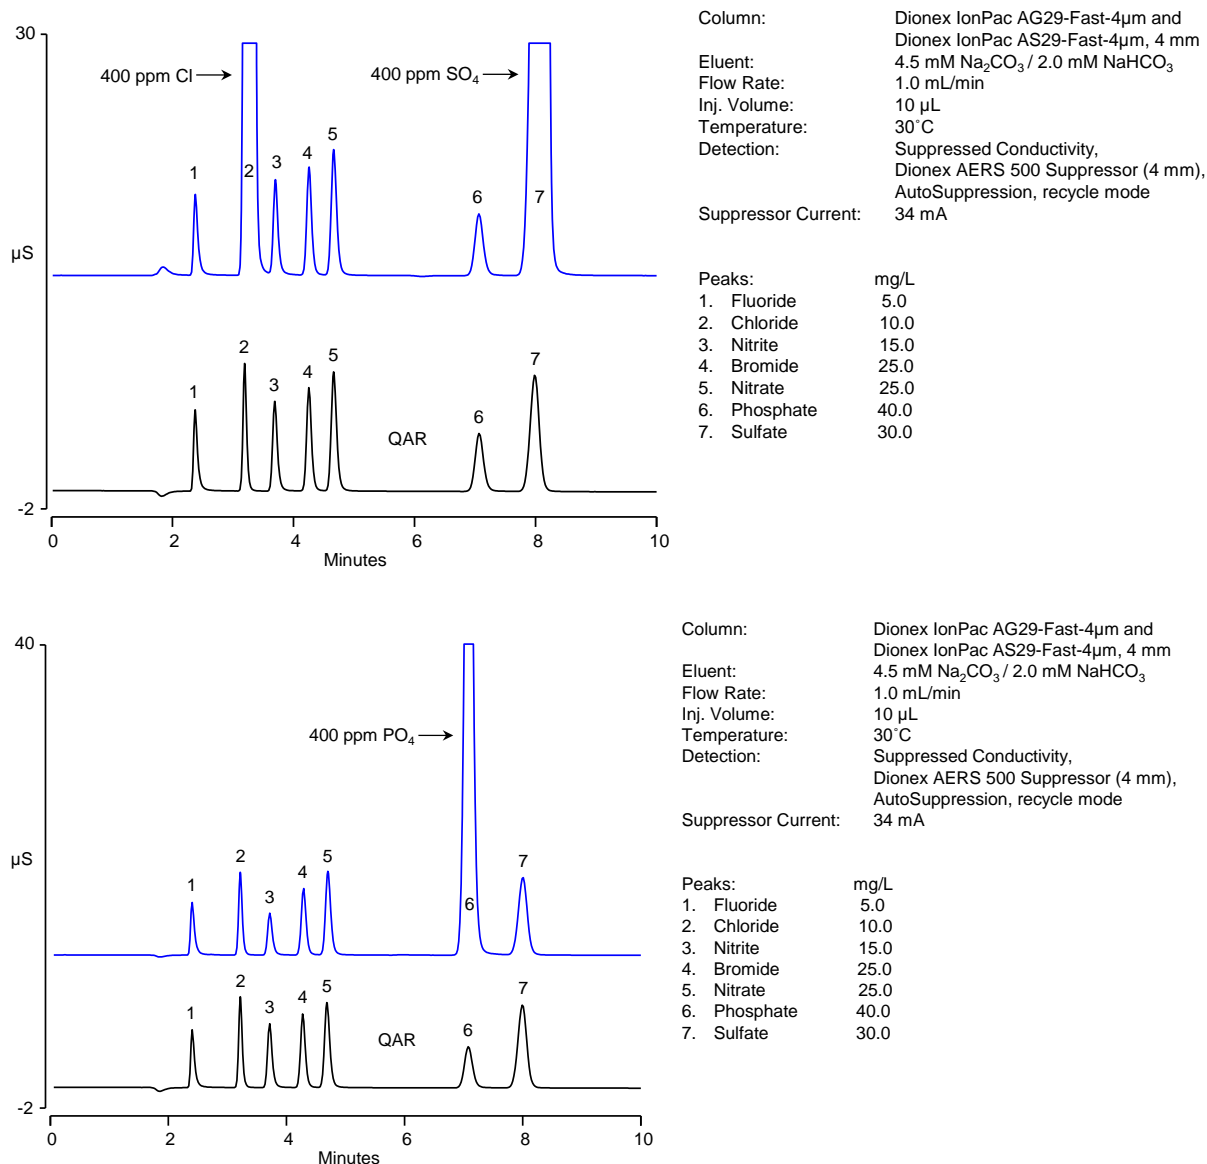 30
400 ppm Cl
400 ppm SO₄
1
2
3
4
5
6
7
µS
1
2
3
4
5
QAR
6
7
-2
0
2
4
6
8
10
Minutes
Column: Dionex IonPac AG29-Fast-4µm and
Dionex IonPac AS29-Fast-4µm, 4 mm
Eluent: 4.5 mM Na₂CO₃ / 2.0 mM NaHCO₃
Flow Rate: 1.0 mL/min
Inj. Volume: 10 µL
Temperature: 30˚C
Detection: Suppressed Conductivity,
Dionex AERS 500 Suppressor (4 mm),
AutoSuppression, recycle mode
Suppressor Current: 34 mA
Peaks: mg/L
1. Fluoride 5.0
2. Chloride 10.0
3. Nitrite 15.0
4. Bromide 25.0
5. Nitrate 25.0
6. Phosphate 40.0
7. Sulfate 30.0
40
400 ppm PO₄
µS
1
2
3
4
5
6
7
1
2
3
4
5
QAR
6
7
-2
0
2
4
6
8
10
Minutes
Column: Dionex IonPac AG29-Fast-4µm and
Dionex IonPac AS29-Fast-4µm, 4 mm
Eluent: 4.5 mM Na₂CO₃ / 2.0 mM NaHCO₃
Flow Rate: 1.0 mL/min
Inj. Volume: 10 µL
Temperature: 30˚C
Detection: Suppressed Conductivity,
Dionex AERS 500 Suppressor (4 mm),
AutoSuppression, recycle mode
Suppressor Current: 34 mA
Peaks: mg/L
1. Fluoride 5.0
2. Chloride 10.0
3. Nitrite 15.0
4. Bromide 25.0
5. Nitrate 25.0
6. Phosphate 40.0
7. Sulfate 30.0